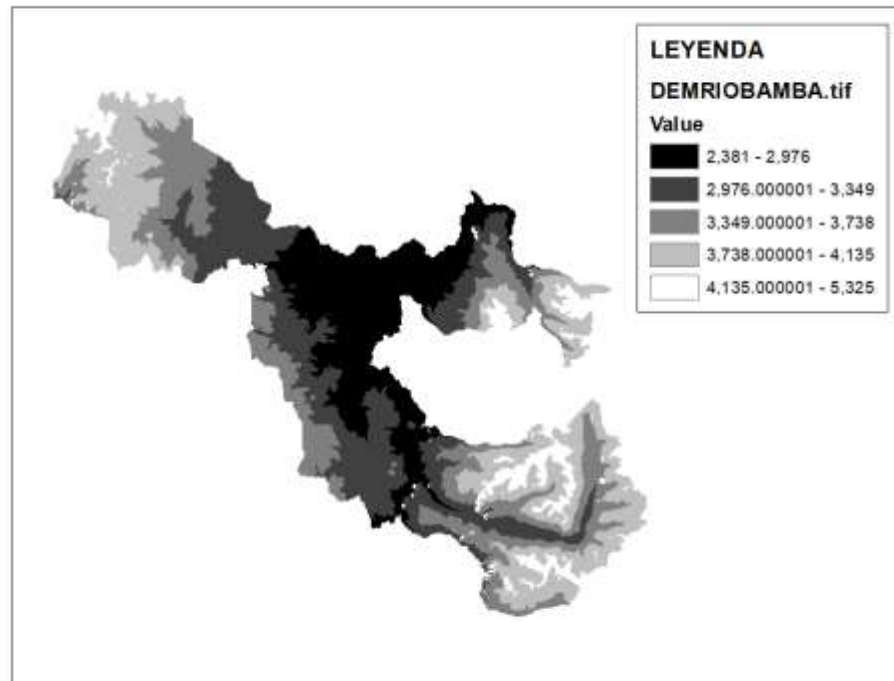 LEYENDA
DEMRIOBAMBA.tif
Value
2,381 - 2,976
2,976.000001 - 3,349
3,349.000001 - 3,738
3,738.000001 - 4,135
4,135.000001 - 5,325